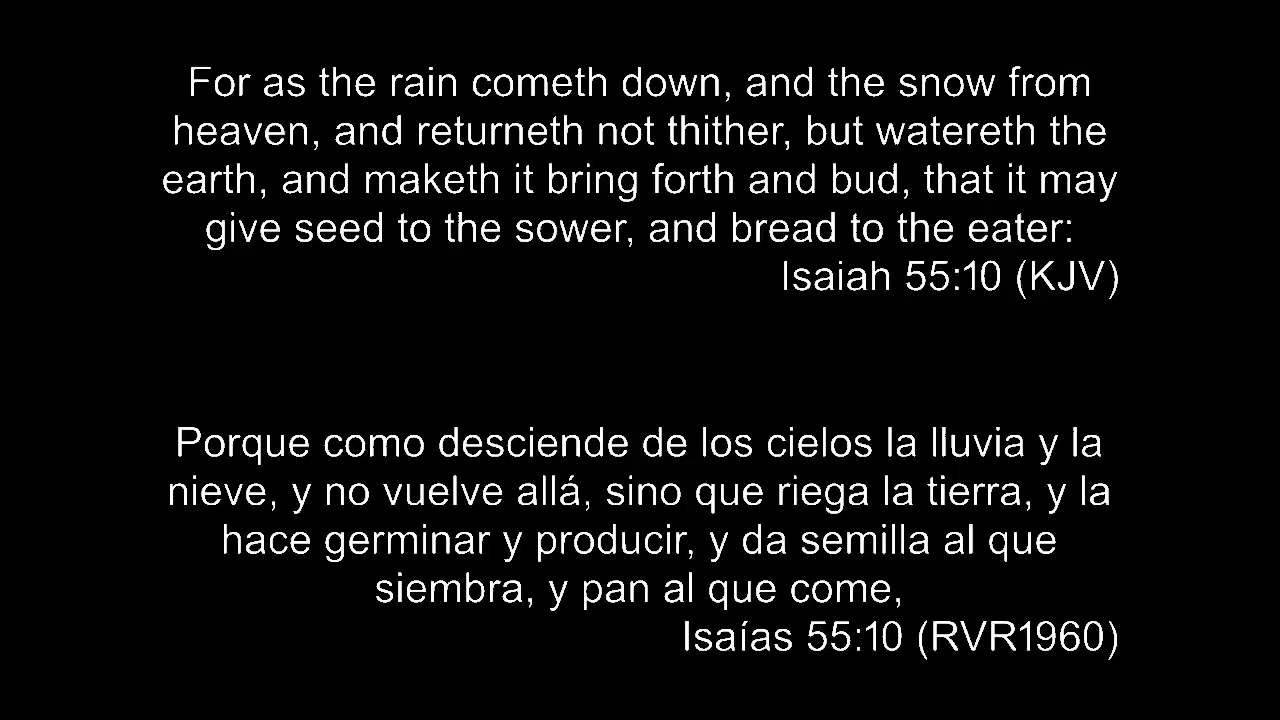 For as the rain cometh down, and the snow from
heaven, and returneth not thither, but watereth the
earth, and maketh it bring forth and bud, that it may
give seed to the sower, and bread to the eater:
Isaiah 55:10 (KJV)
Porque como desciende de los cielos la lluvia y la
nieve, y no vuelve allá, sino que riega la tierra, y la
hace germinar y producir, y da semilla al que
siembra, y pan al que come,
Isaías 55:10 (RVR1960)